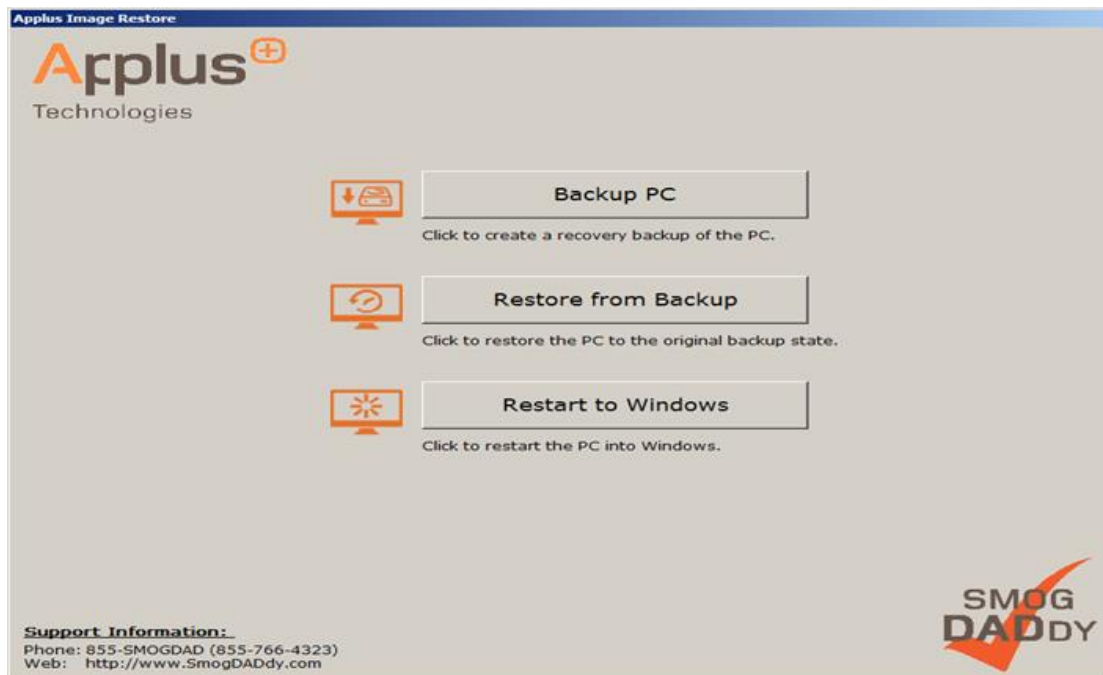 Applus Image Restore
Applus+
Technologies
Backup PC
Click to create a recovery backup of the PC.
Restore from Backup
Click to restore the PC to the original backup state.
Restart to Windows
Click to restart the PC into Windows.
SMOG
DADDY
Support Information:
Phone: 855-SMOGDAD (855-766-4323)
Web: http://www.SmogDADdy.com